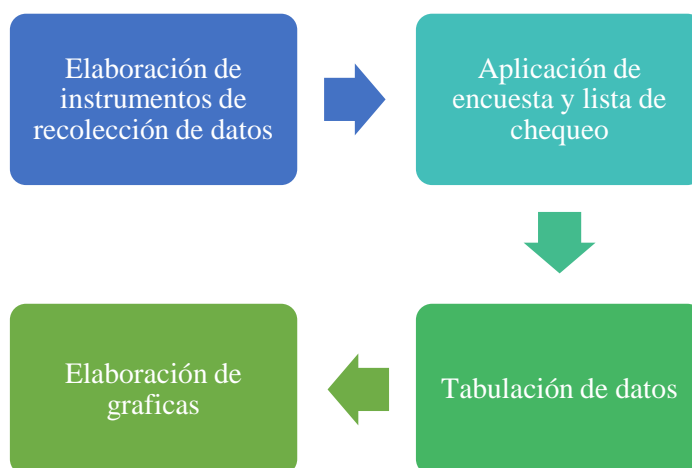 Elaboración de
instrumentos de
recolección de datos
Aplicación de
encuesta y lista de
chequeo
Tabulación de datos
Elaboración de
graficas